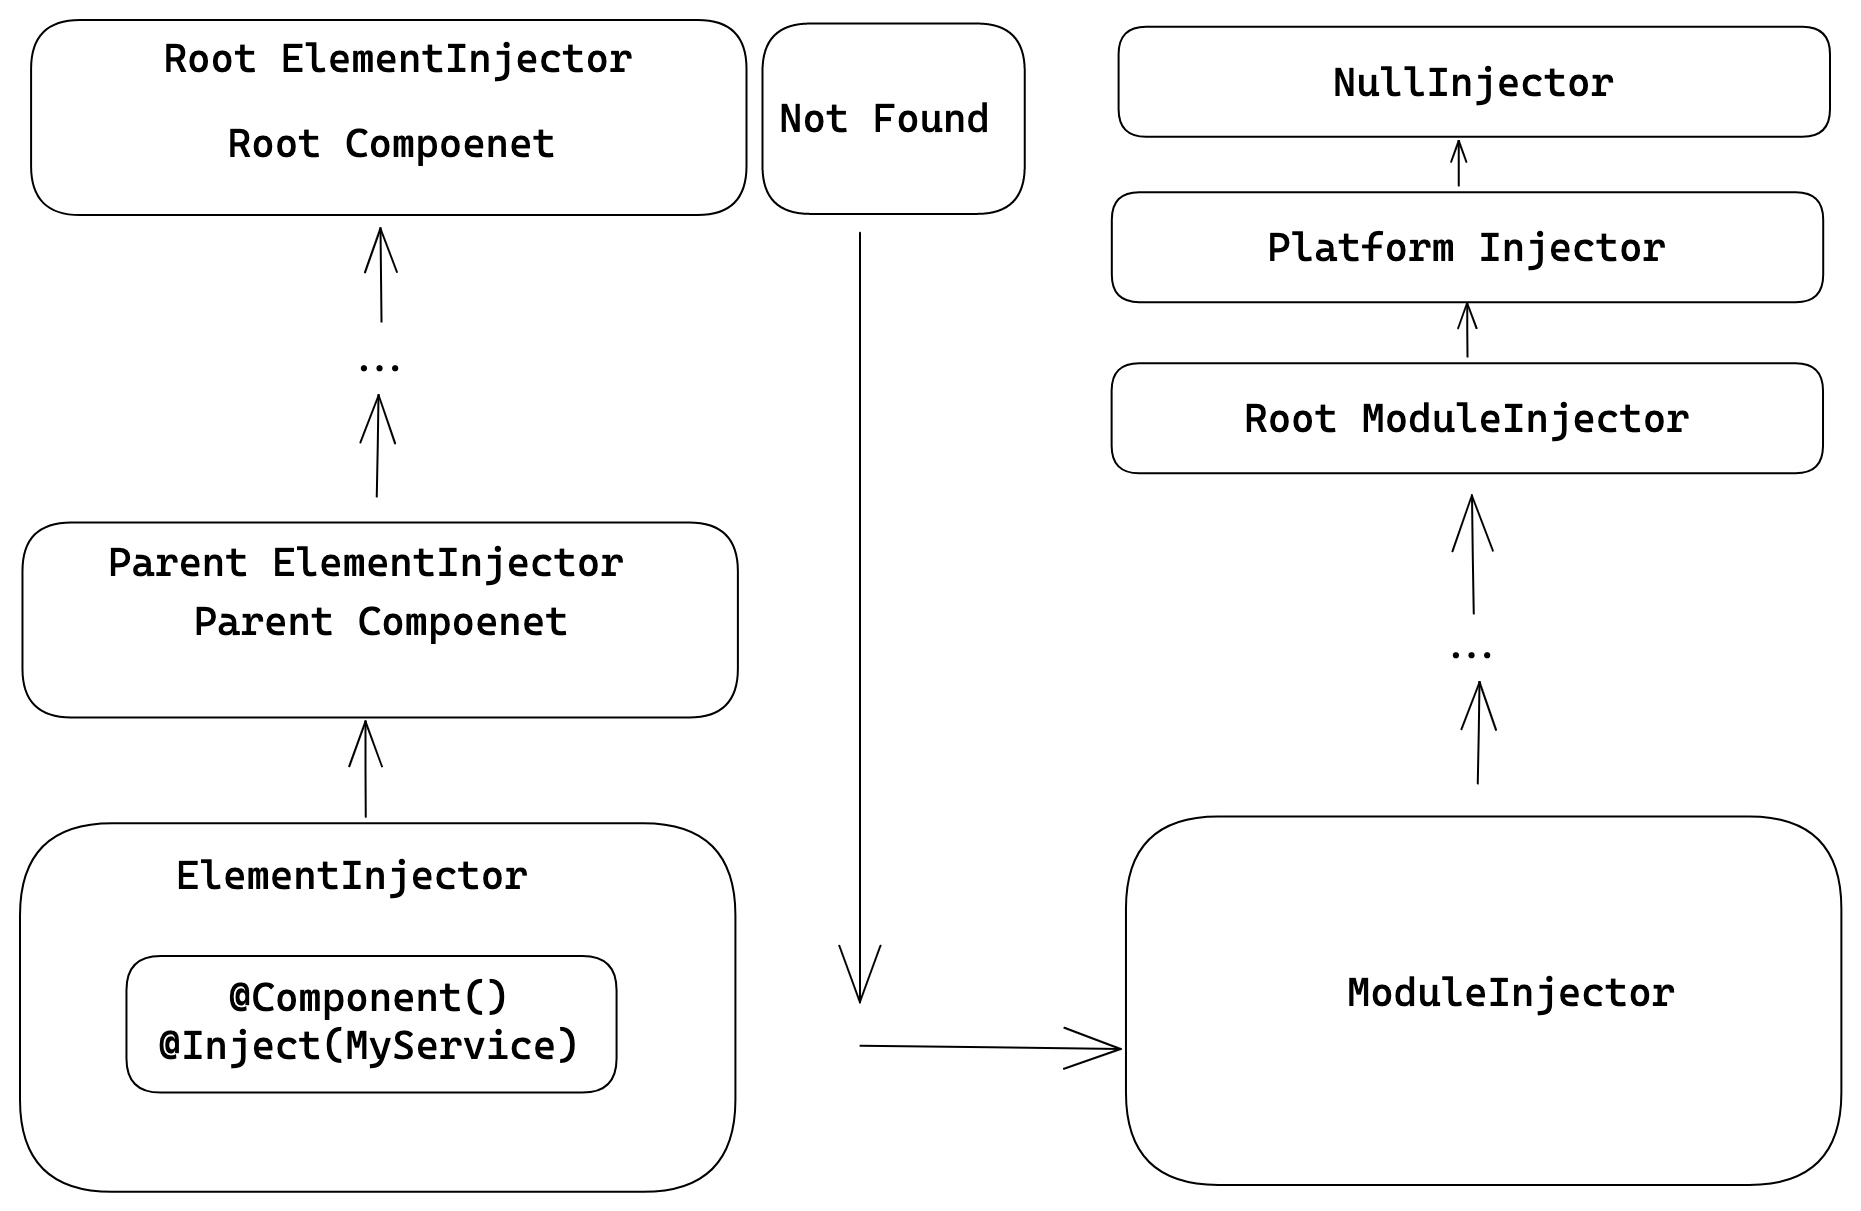 Root ElementInjector
Root Compoenet
Not Found
...
Parent ElementInjector
Parent Compoenet
ElementInjector
@Component()
@Inject(MyService)
NullInjector
Platform Injector
Root ModuleInjector
...
ModuleInjector